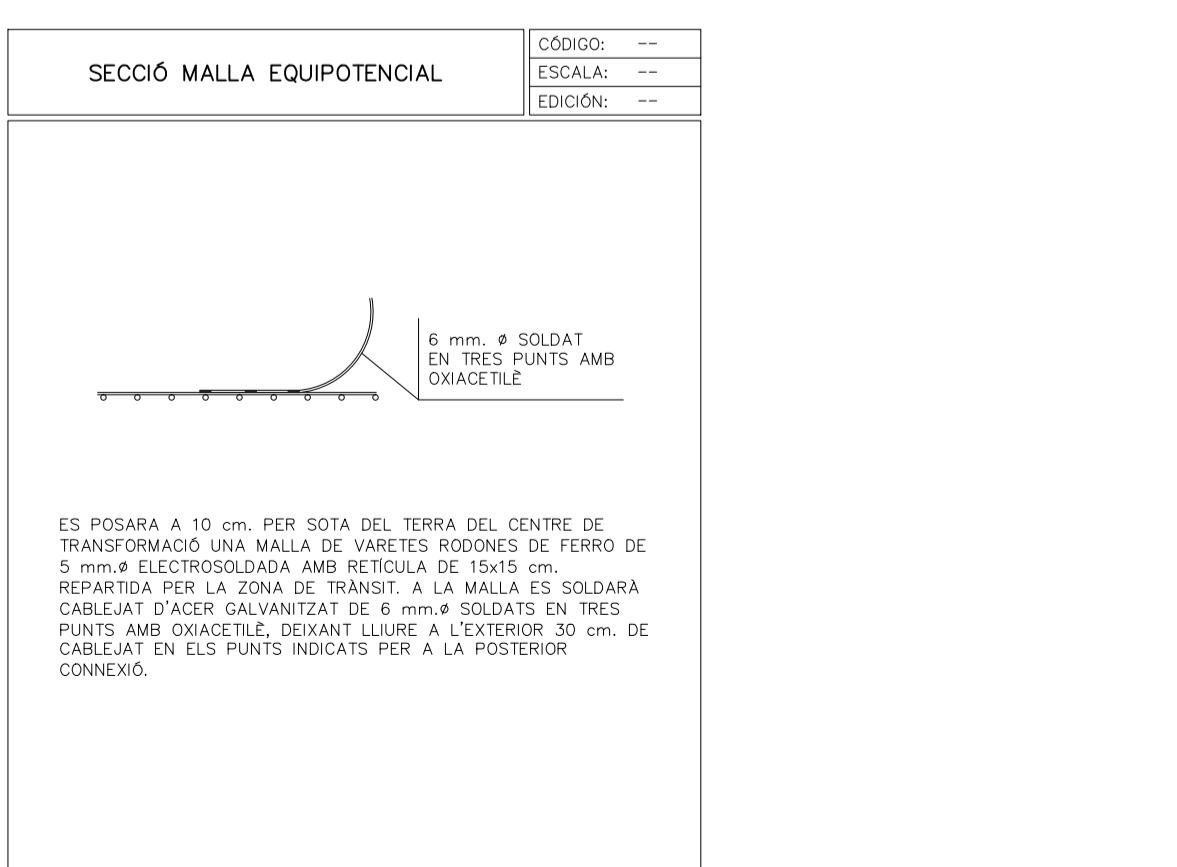 SECCIÓ MALLA EQUIPOTENCIAL
CÓDIGO: --
ESCALA: --
EDICIÓN: --
6 mm. ø SOLDAT
EN TRES PUNTS AMB
OXIACETILÈ
ES POSARA A 10 cm. PER SOTA DEL TERRA DEL CENTRE DE
TRANSFORMACIÓ UNA MALLA DE VARETES RODONES DE FERRO DE
5 mm.ø ELECTROSOLDADA AMB RETÍCULA DE 15x15 cm.
REPARTIDA PER LA ZONA DE TRÀNSIT. A LA MALLA ES SOLDARÀ
CABLEJAT D'ACER GALVANITZAT DE 6 mm.ø SOLDATS EN TRES
PUNTS AMB OXIACETILÈ, DEIXANT LLIURE A L'EXTERIOR 30 cm. DE
CABLEJAT EN ELS PUNTS INDICATS PER A LA POSTERIOR
CONNEXIÓ.